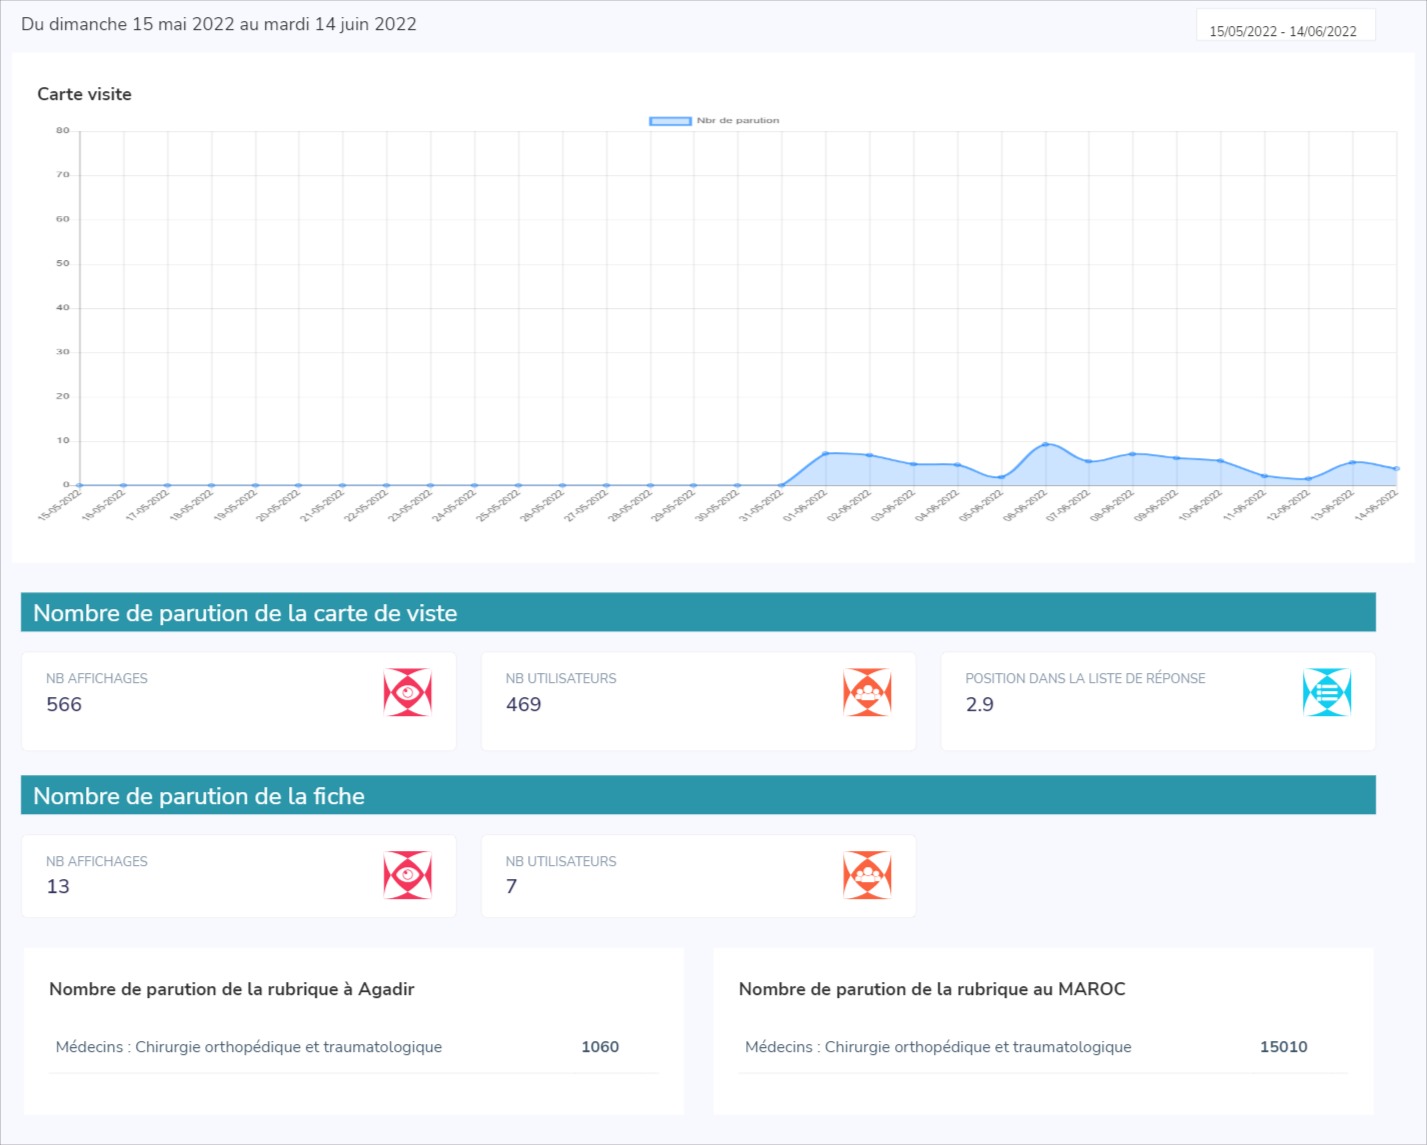 Du dimanche 15 mai 2022 au mardi 14 juin 2022
15/05/2022 - 14/06/2022
Carte visite
Nbr de parution
80
70
60
50
40
30
20
10
0
15-05-2022 16-05-2022 17-05-2022 18-05-2022 19-05-2022 20-05-2022 21-05-2022 22-05-2022 23-05-2022 24-05-2022 25-05-2022 26-05-2022 27-05-2022 28-05-2022 29-05-2022 30-05-2022 31-05-2022 01-06-2022 02-06-2022 03-06-2022 04-06-2022 05-06-2022 06-06-2022 07-06-2022 08-06-2022 09-06-2022 10-06-2022 11-06-2022 12-06-2022 13-06-2022 14-06-2022
Nombre de parution de la carte de viste
NB AFFICHAGES
566
NB UTILISATEURS
469
POSITION DANS LA LISTE DE RÉPONSE
2.9
Nombre de parution de la fiche
NB AFFICHAGES
13
NB UTILISATEURS
7
Nombre de parution de la rubrique à Agadir
Médecins : Chirurgie orthopédique et traumatologique 1060
Nombre de parution de la rubrique au MAROC
Médecins : Chirurgie orthopédique et traumatologique 15010